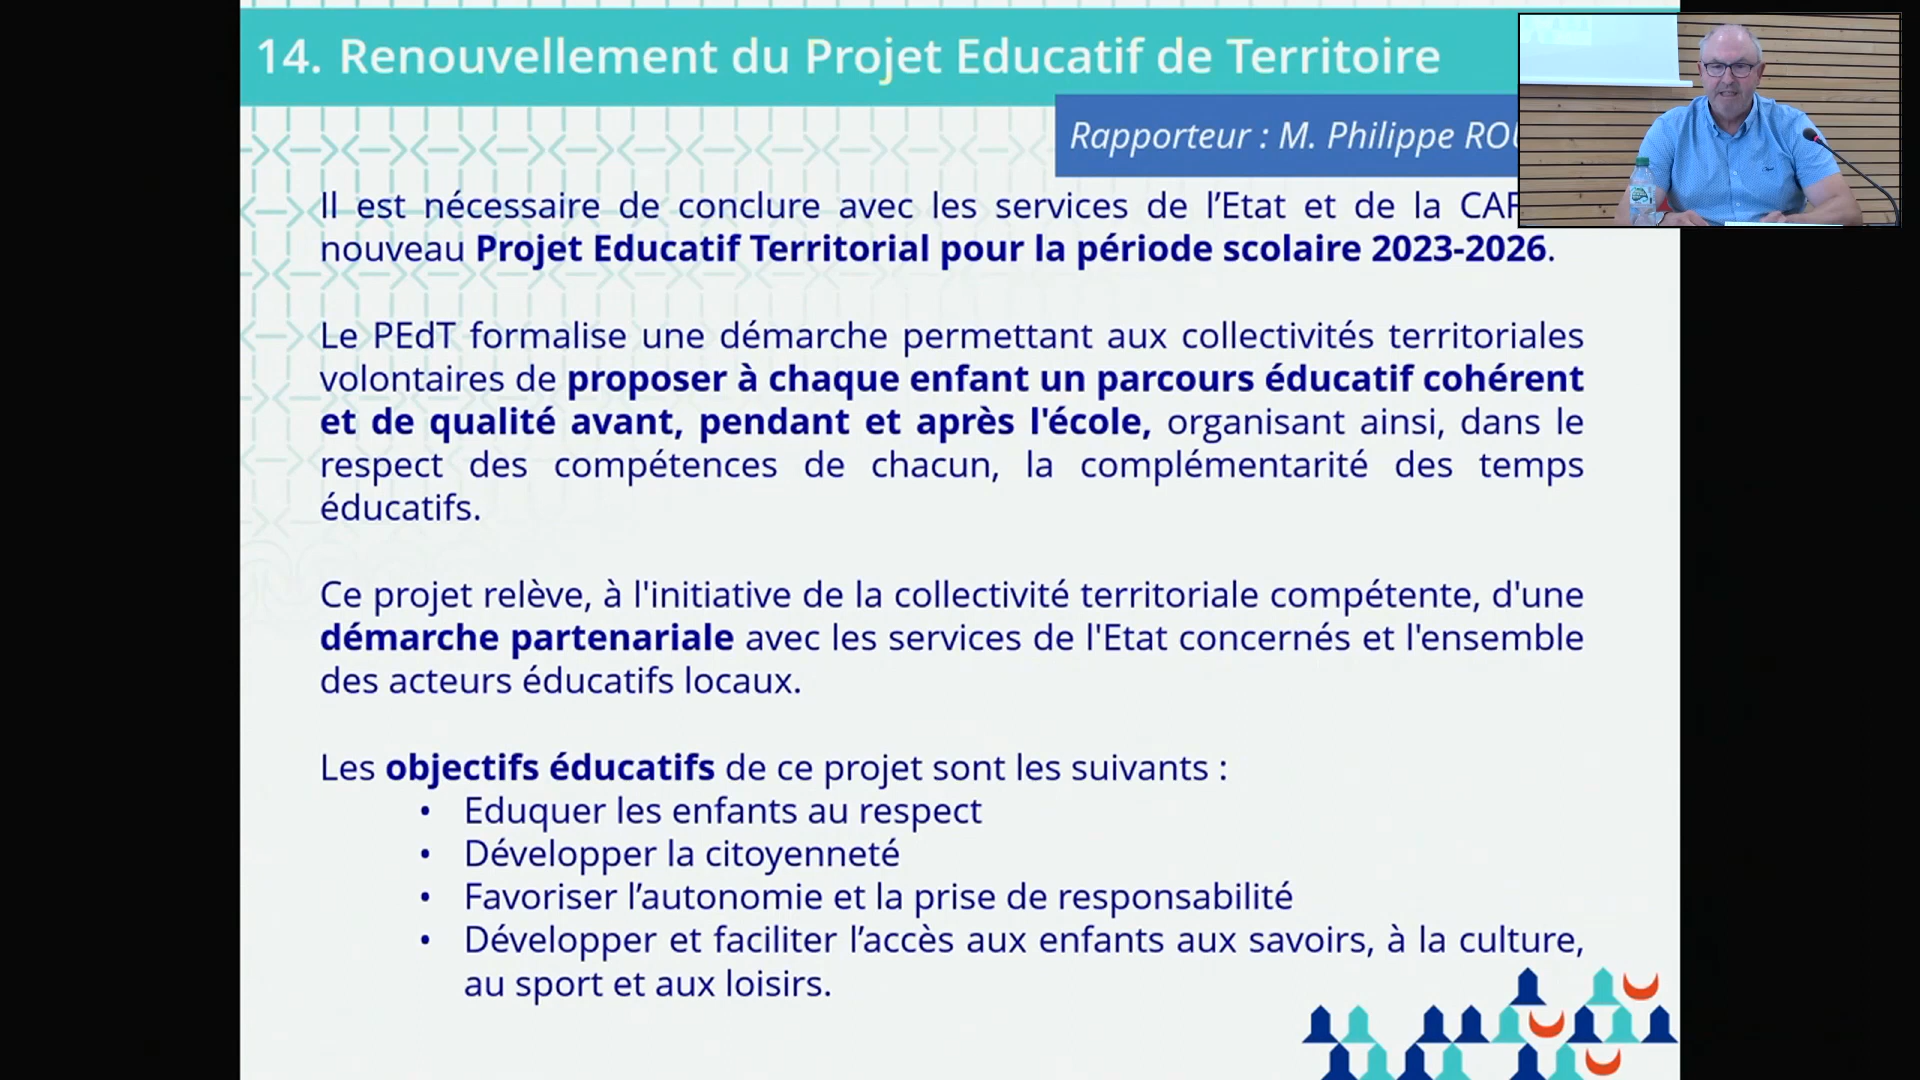 14. Renouvellement du Projet Educatif de Territoire
Rapporteur : M. Philippe
Il est nécessaire de conclure avec les services de l’Etat et de la CAF
nouveau Projet Educatif Territorial pour la période scolaire 2023-2026.
Le PEdT formalise une démarche permettant aux collectivités territoriales
volontaires de proposer à chaque enfant un parcours éducatif cohérent
et de qualité avant, pendant et après l'école, organisant ainsi, dans le
respect des compétences de chacun, la complémentarité des temps
éducatifs.
Ce projet relève, à l'initiative de la collectivité territoriale compétente, d'une
démarche partenariale avec les services de l'Etat concernés et l'ensemble
des acteurs éducatifs locaux.
Les objectifs éducatifs de ce projet sont les suivants :
• Eduquer les enfants au respect
• Développer la citoyenneté
• Favoriser l’autonomie et la prise de responsabilité
• Développer et faciliter l’accès aux enfants aux savoirs, à la culture,
au sport et aux loisirs.